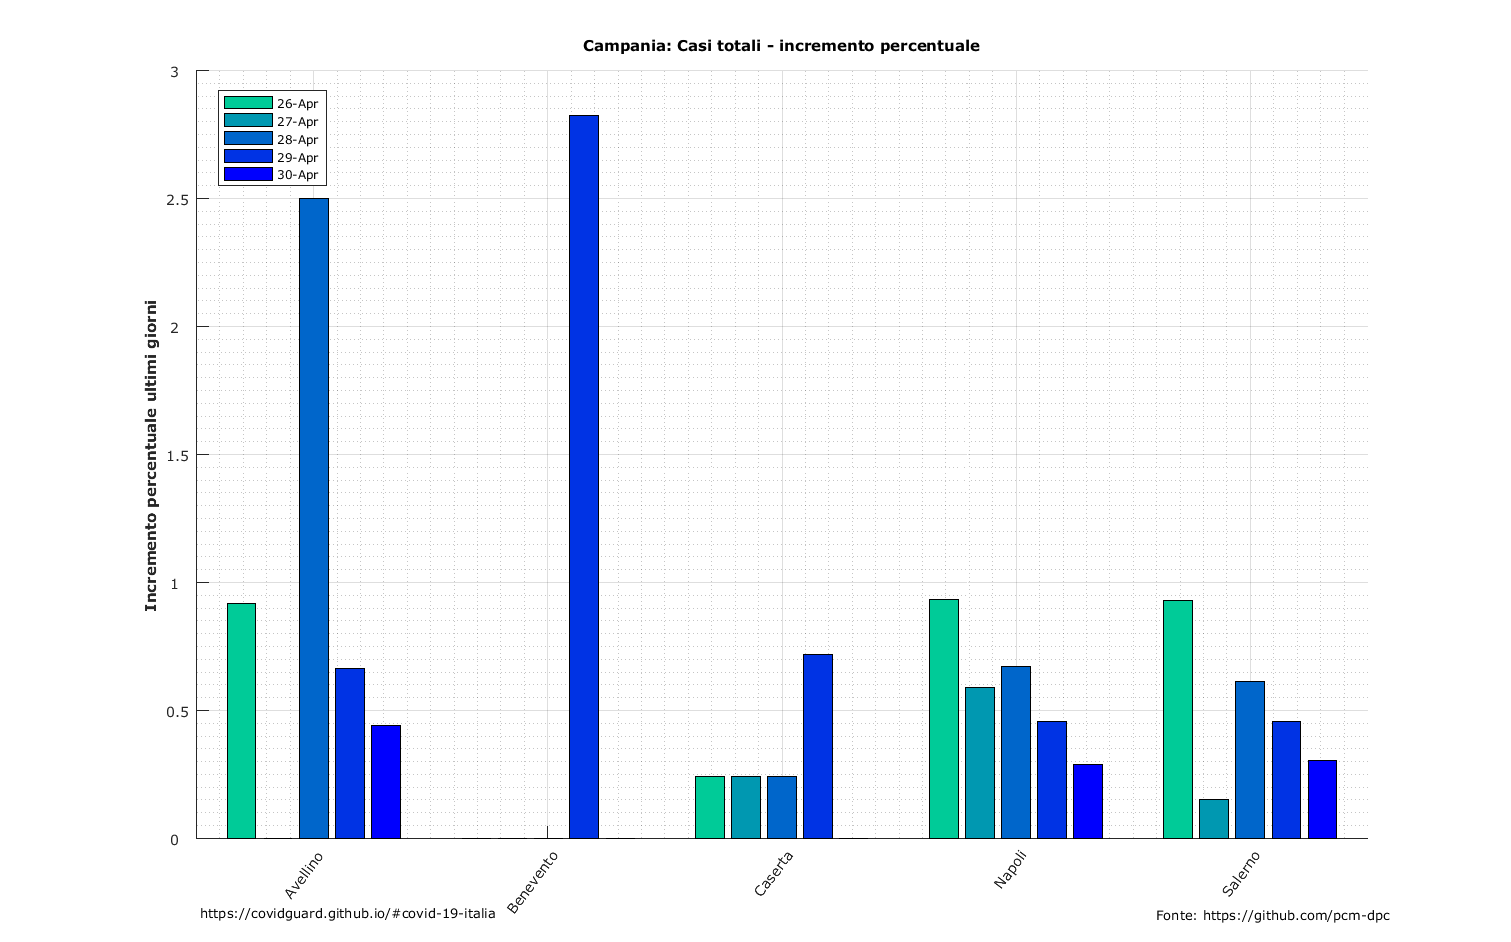 Campania: Casi totali - incremento percentuale
3
2.5
2
1.5
1
0.5
0
Incremento percentuale ultimi giorni
26-Apr
27-Apr
28-Apr
29-Apr
30-Apr
Avellino
Benevento
Caserta
Napoli
Salerno
https://covidguard.github.io/#covid-19-italia
Fonte: https://github.com/pcm-dpc